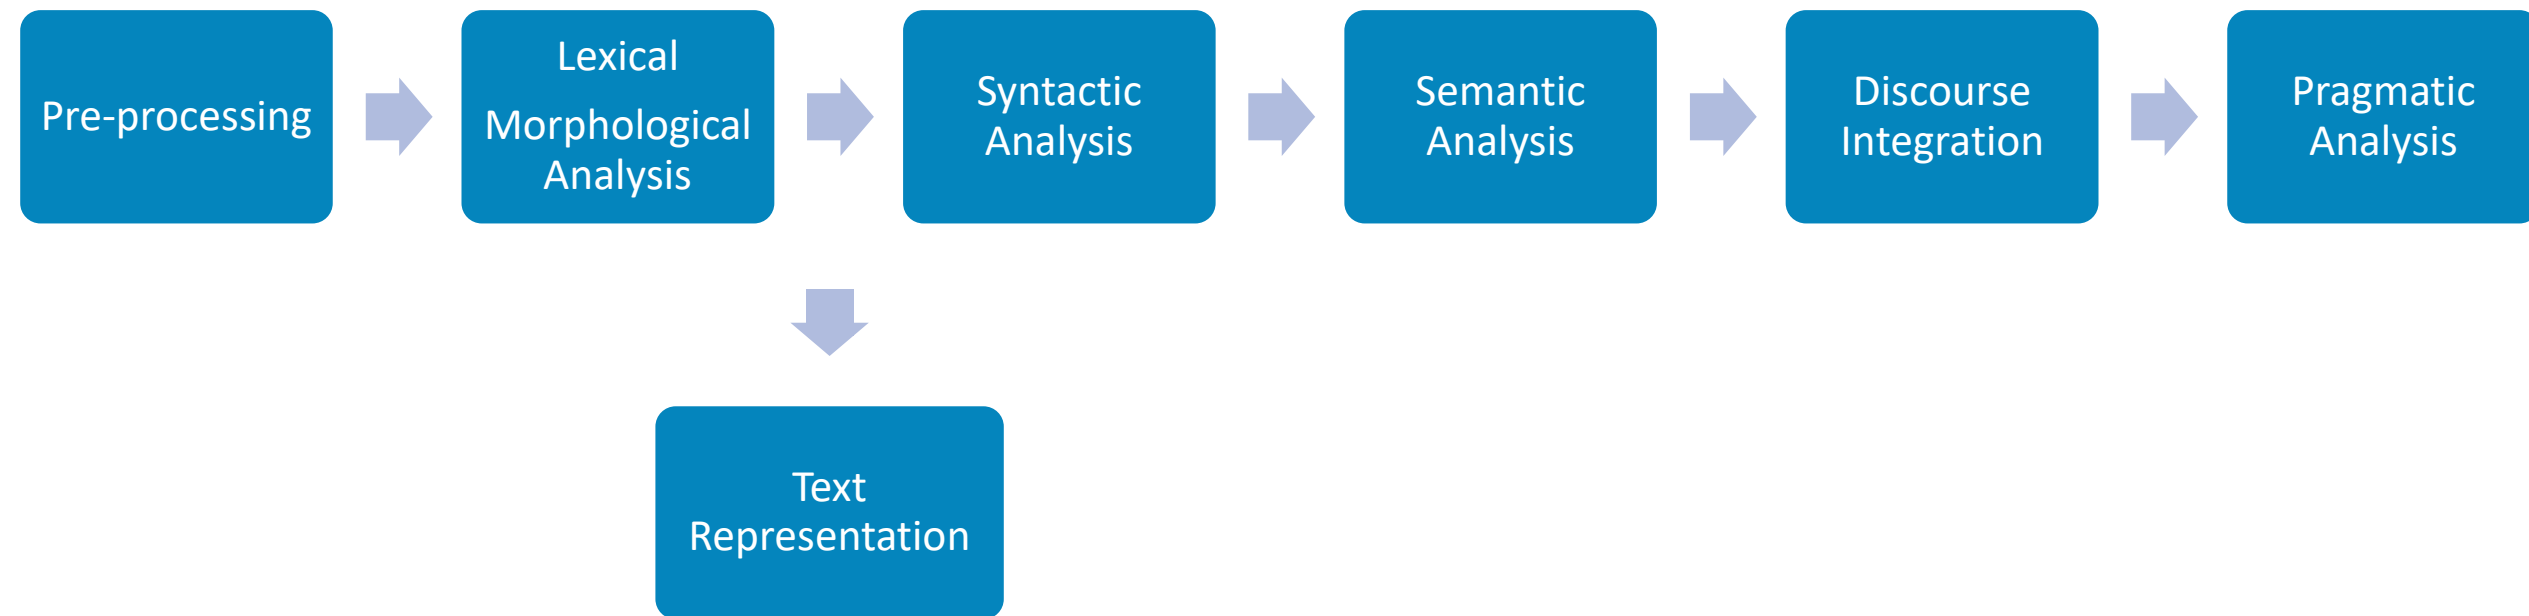 Pre-processing
Lexical
Morphological
Analysis
Syntactic
Analysis
Semantic
Analysis
Discourse
Integration
Pragmatic
Analysis
Text
Representation